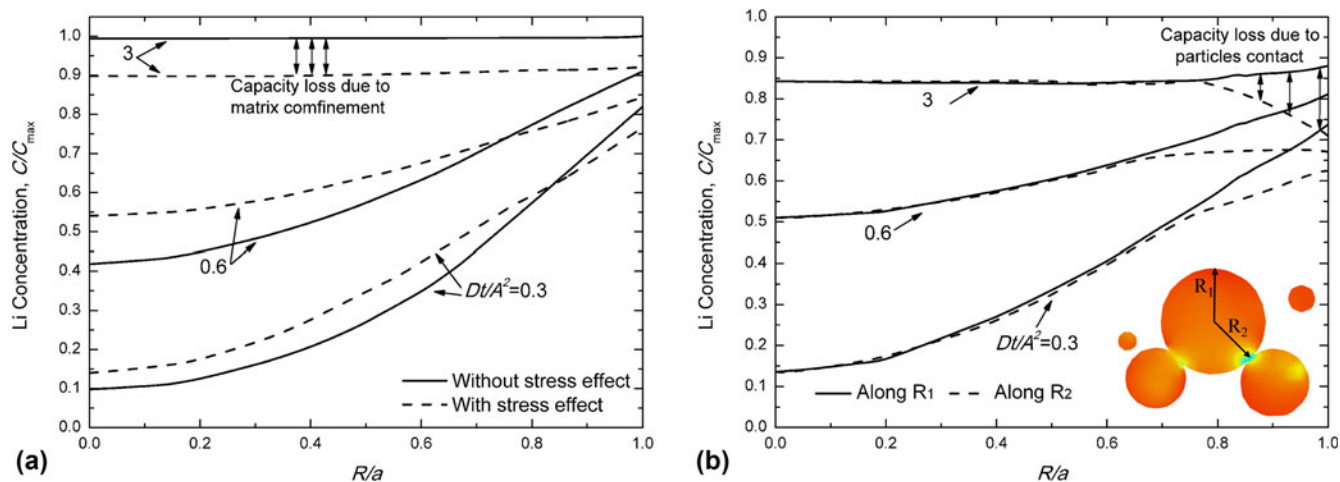 1.0
0.9
0.8
0.7
0.6
0.5
0.4
0.3
0.2
0.1
0.0
Li Concentration, C/Cmax
3
Capacity loss due to
matrix comfinement
0.6
Dt/A²=0.3
Without stress effect
With stress effect
0.0 0.2 0.4 0.6 0.8 1.0
R/a
(a)
1.0
0.9
0.8
0.7
0.6
0.5
0.4
0.3
0.2
0.1
0.0
Li Concentration, C/Cmax
Capacity loss due to
particles contact
3
0.6
Dt/A²=0.3
R1
R2
Along R1 Along R2
0.0 0.2 0.4 0.6 0.8 1.0
R/a
(b)